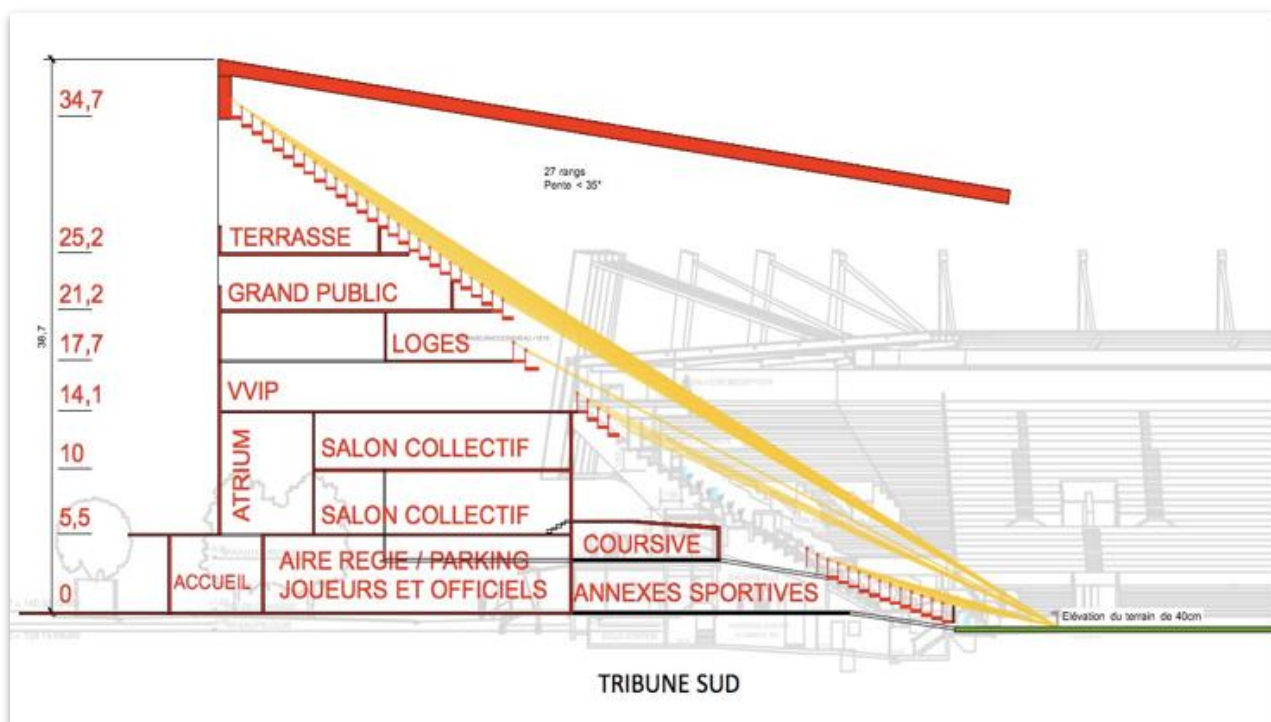 34,7
27 rangs
Pente < 35°
25,2
TERRASSE
21,2
GRAND PUBLIC
38,7
LOGES
17,7
VVIP
14,1
ATRIUM
SALON COLLECTIF
10
SALON COLLECTIF
5,5
COURSIVE
AIRE REGIE / PARKING
JOUEURS ET OFFICIELS
ACCUEIL
0
ANNEXES SPORTIVES
Elévation du terrain de 40cm
TRIBUNE SUD